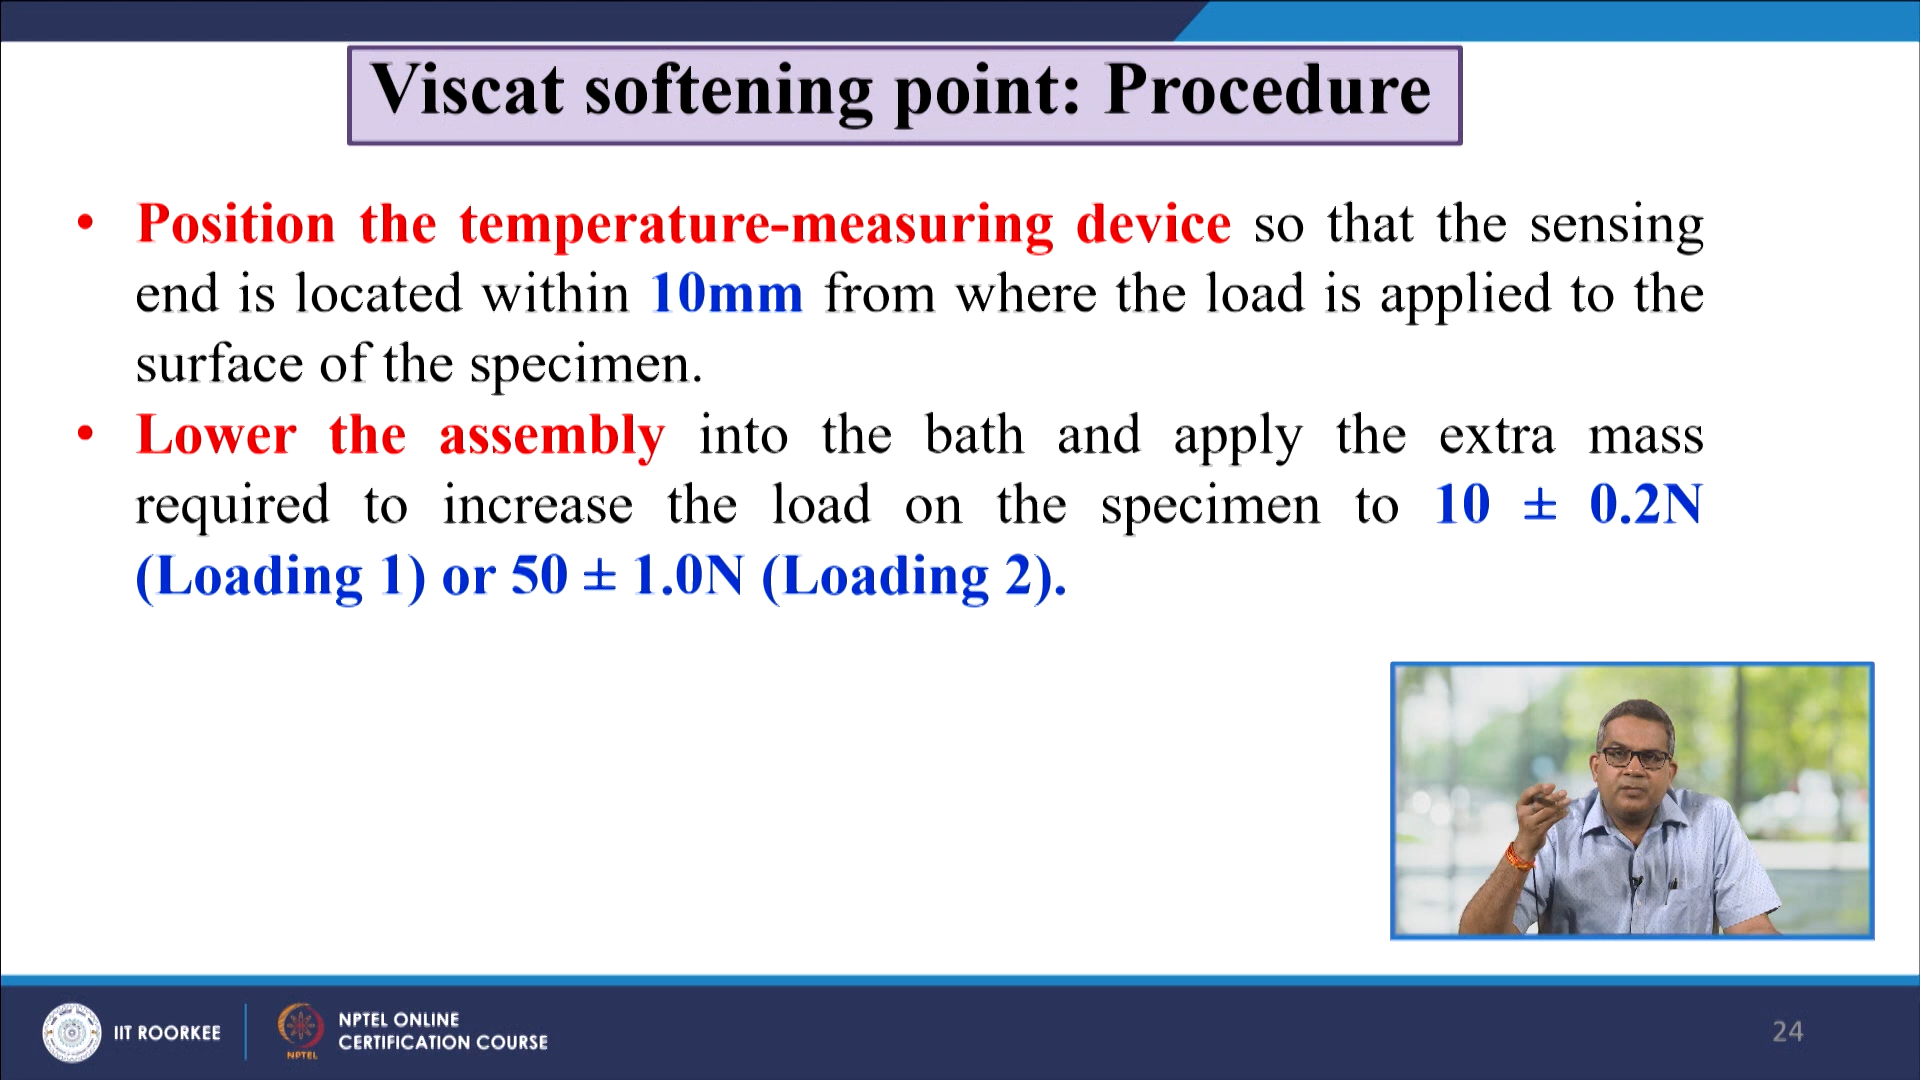 Viscat softening point: Procedure
• Position the temperature-measuring device so that the sensing
end is located within 10mm from where the load is applied to the
surface of the specimen.
• Lower the assembly into the bath and apply the extra mass
required to increase the load on the specimen to 10 ± 0.2N
(Loading 1) or 50 ± 1.0N (Loading 2).
IIT ROORKEE
NPTEL
NPTEL ONLINE
CERTIFICATION COURSE
24